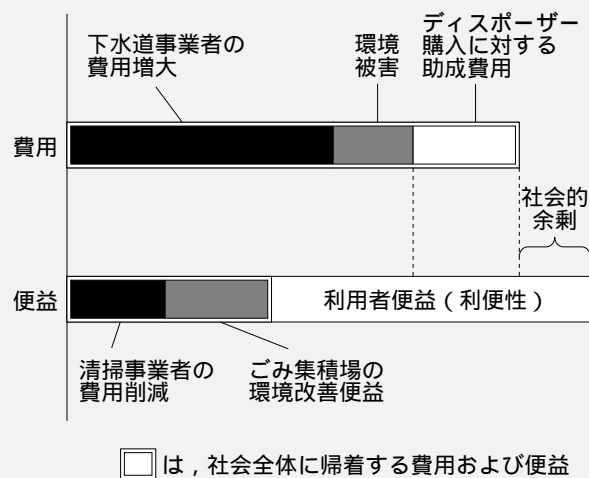 下水道事業者の
費用増大
環境
被害
ディスポーザー
購入に対する
助成費用
費用
社会的
余剰
便益
利用者便益(利便性)
清掃事業者の
費用削減
ごみ集積場の
環境改善便益
は,社会全体に帰着する費用および便益